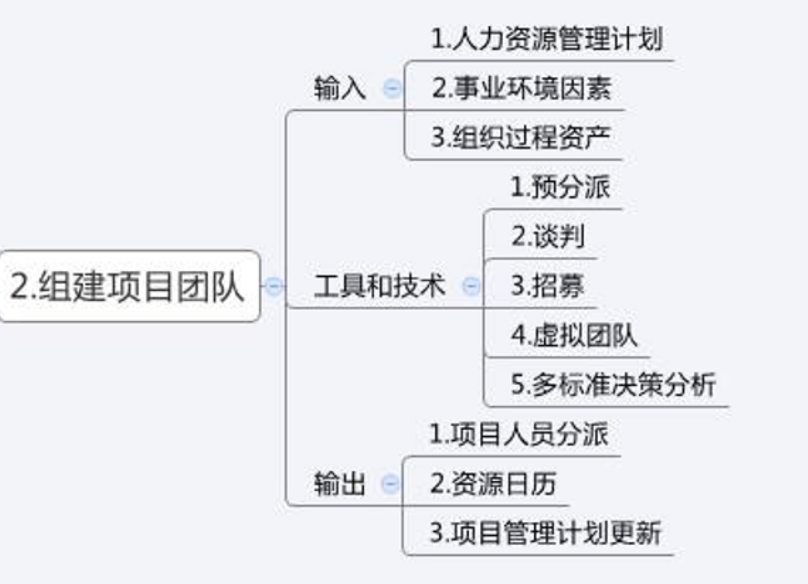 2.组建项目团队
输入
1.人力资源管理计划
2.事业环境因素
3.组织过程资产
工具和技术
1.预分派
2.谈判
3.招募
4.虚拟团队
5.多标准决策分析
输出
1.项目人员分派
2.资源日历
3.项目管理计划更新